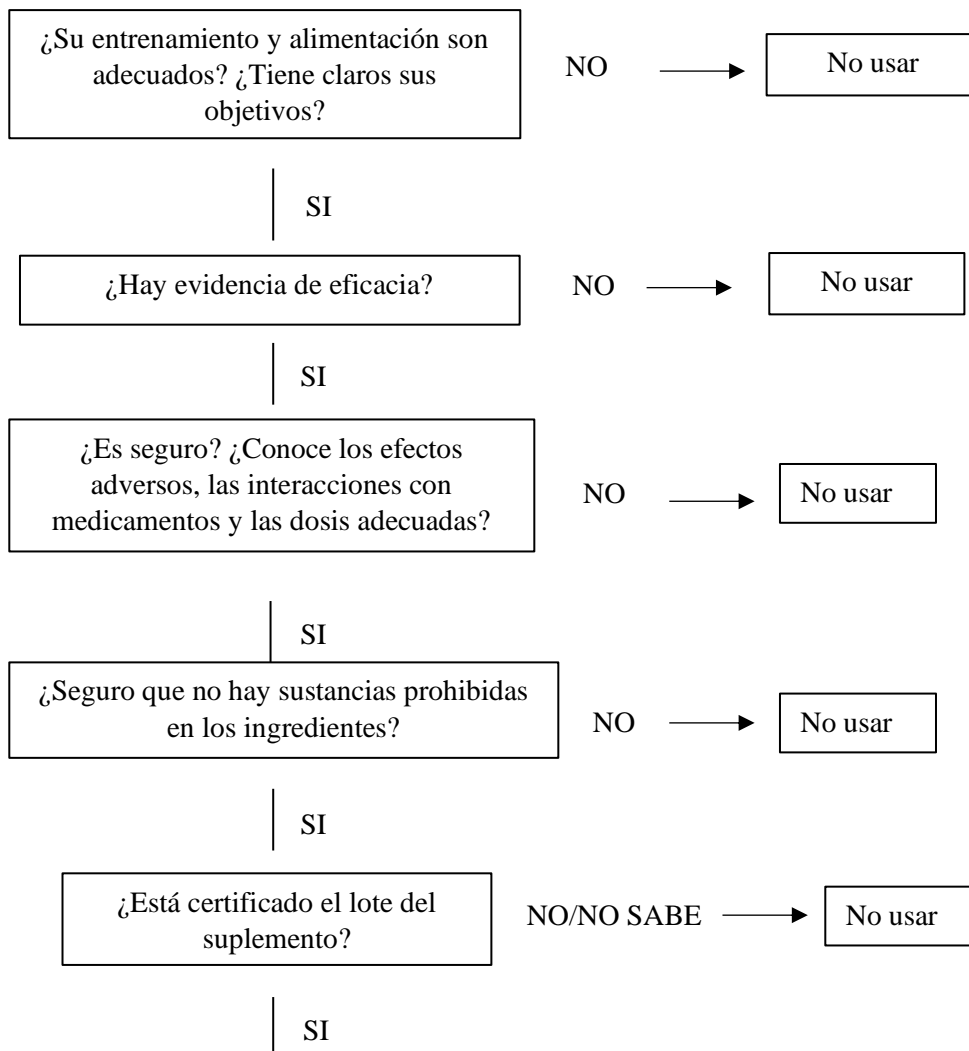 ¿Su entrenamiento y alimentación son
adecuados? ¿Tiene claros sus
objetivos?
NO
No usar
SI
¿Hay evidencia de eficacia?
NO
No usar
SI
¿Es seguro? ¿Conoce los efectos
adversos, las interacciones con
medicamentos y las dosis adecuadas?
NO
No usar
SI
¿Seguro que no hay sustancias prohibidas
en los ingredientes?
NO
No usar
SI
¿Está certificado el lote del
suplemento?
NO/NO SABE
No usar
SI